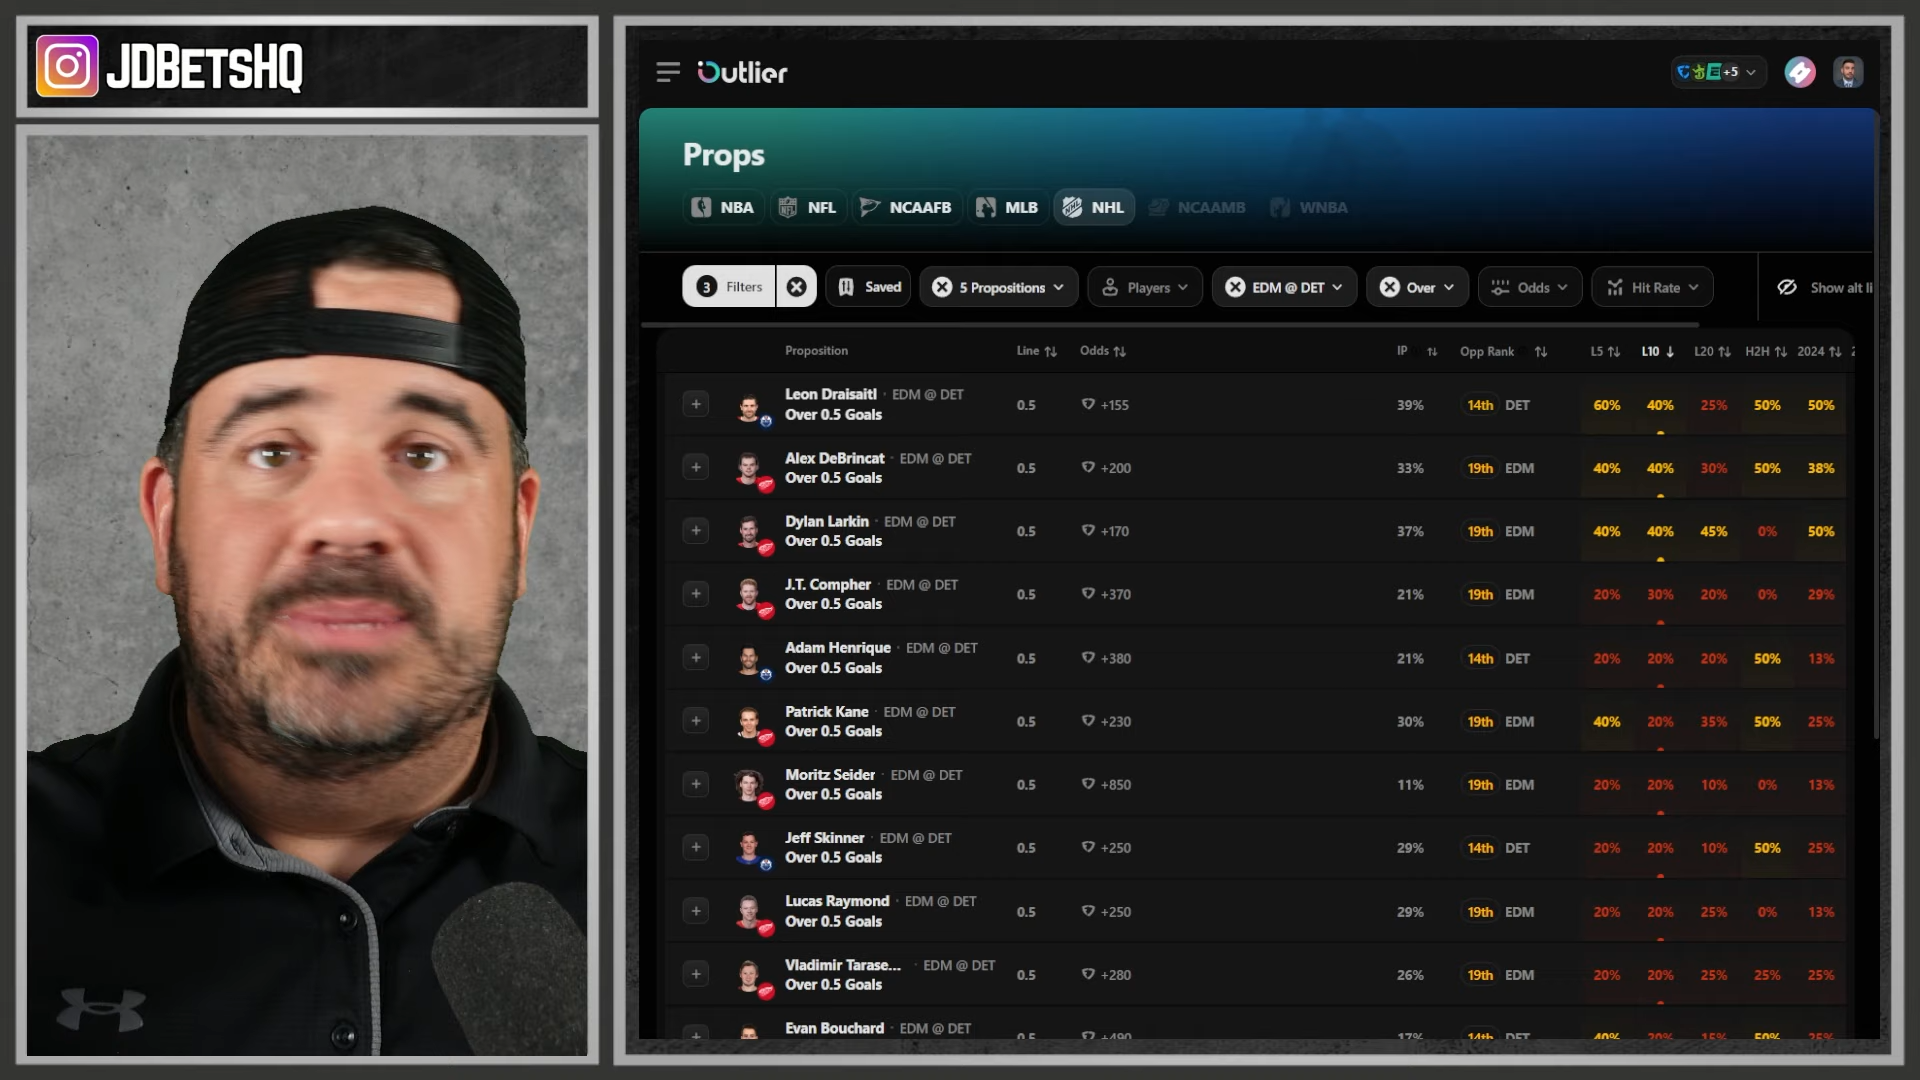 JDBetsHQ
Outlier
+5
Props
NBA
NFL
NCAAFB
MLB
NHL
NCAAMB
WNBA
3 Filters
Saved
5 Propositions
Players
EDM @ DET
Over
Odds
Hit Rate
Show alt li
Proposition Line Odds IP Opp Rank L5 L10 L20 H2H 2024 2
Leon Draisaitl · EDM @ DET
Over 0.5 Goals
0.5 +155 39% 14th DET 60% 40% 25% 50% 50%
Alex DeBrincat · EDM @ DET
Over 0.5 Goals
0.5 +200 33% 19th EDM 40% 40% 30% 50% 38%
Dylan Larkin · EDM @ DET
Over 0.5 Goals
0.5 +170 37% 19th EDM 40% 40% 45% 0% 50%
J.T. Compher · EDM @ DET
Over 0.5 Goals
0.5 +370 21% 19th EDM 20% 30% 20% 0% 29%
Adam Henrique · EDM @ DET
Over 0.5 Goals
0.5 +380 21% 14th DET 20% 20% 20% 50% 13%
Patrick Kane · EDM @ DET
Over 0.5 Goals
0.5 +230 30% 19th EDM 40% 20% 35% 50% 25%
Moritz Seider · EDM @ DET
Over 0.5 Goals
0.5 +850 11% 19th EDM 20% 20% 10% 0% 13%
Jeff Skinner · EDM @ DET
Over 0.5 Goals
0.5 +250 29% 14th DET 20% 20% 10% 50% 25%
Lucas Raymond · EDM @ DET
Over 0.5 Goals
0.5 +250 29% 19th EDM 20% 20% 25% 0% 13%
Vladimir Tarase... · EDM @ DET
Over 0.5 Goals
0.5 +280 26% 19th EDM 20% 20% 25% 25% 25%
Evan Bouchard · EDM @ DET
+490 17% 14th DET 40% 20% 15% 50% 25%